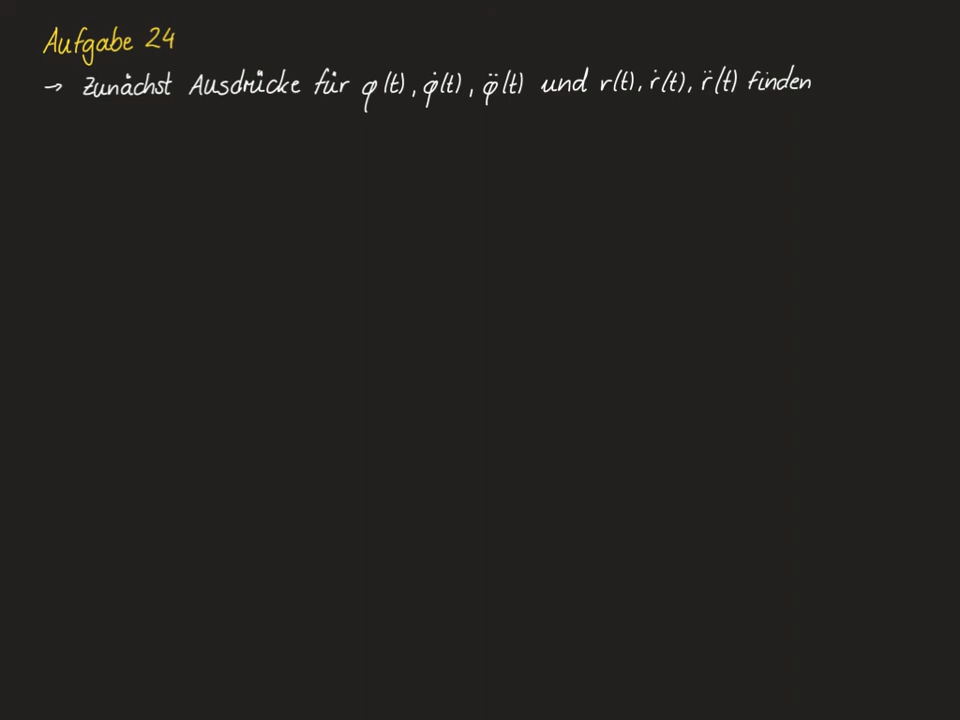 Aufgabe 24
→ Zunächst Ausdrücke für φ(t), φ̇(t), φ̈(t) und r(t), ṙ(t), r̈(t) finden